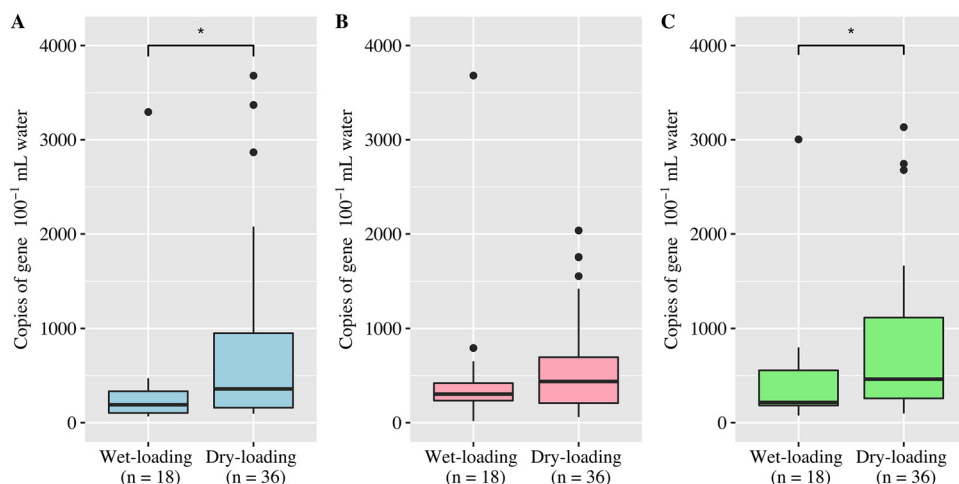 A
Copies of gene 100⁻¹ mL water
4000
3000
2000
1000
0
*
Wet-loading
(n = 18)
Dry-loading
(n = 36)
B
Copies of gene 100⁻¹ mL water
4000
3000
2000
1000
0
Wet-loading
(n = 18)
Dry-loading
(n = 36)
C
Copies of gene 100⁻¹ mL water
4000
3000
2000
1000
0
*
Wet-loading
(n = 18)
Dry-loading
(n = 36)